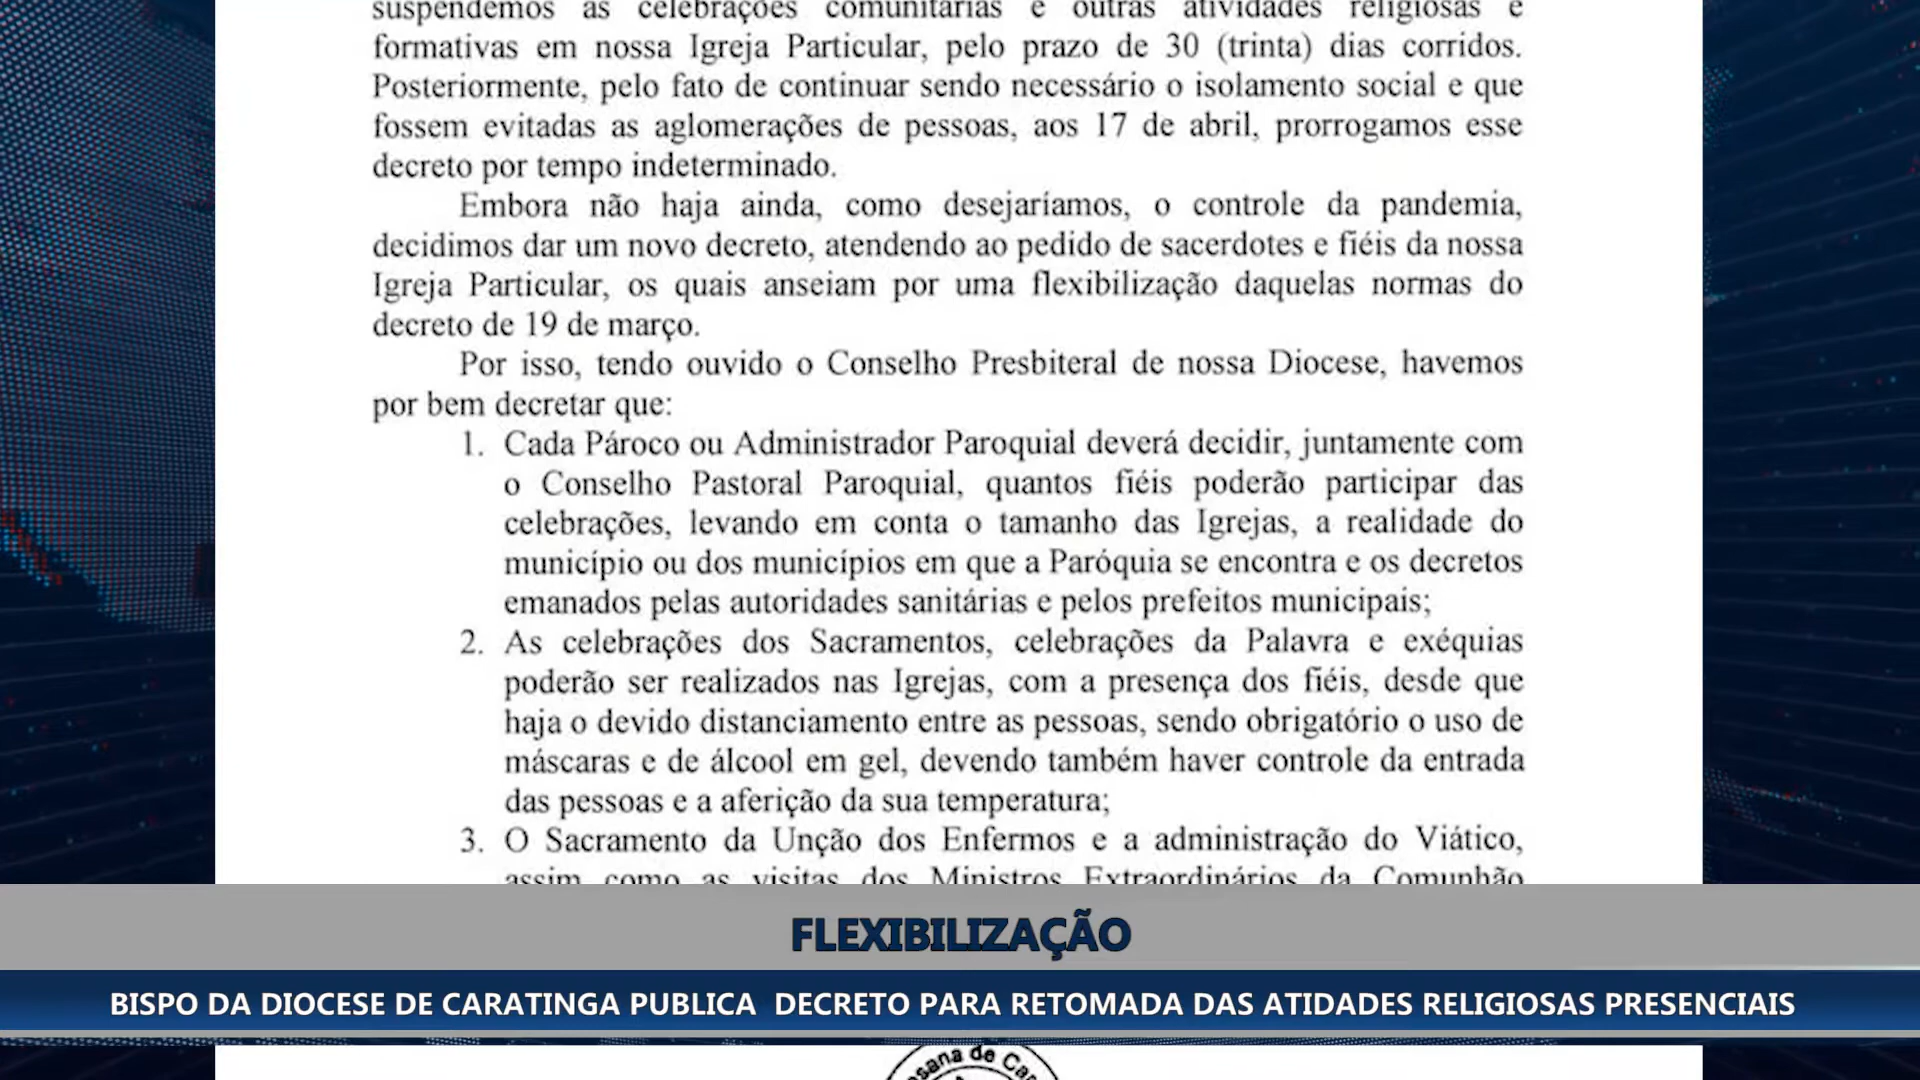 suspendemos as celebrações comunitárias e outras atividades religiosas e
formativas em nossa Igreja Particular, pelo prazo de 30 (trinta) dias corridos.
Posteriormente, pelo fato de continuar sendo necessário o isolamento social e que
fossem evitadas as aglomerações de pessoas, aos 17 de abril, prorrogamos esse
decreto por tempo indeterminado.
Embora não haja ainda, como desejaríamos, o controle da pandemia,
decidimos dar um novo decreto, atendendo ao pedido de sacerdotes e fiéis da nossa
Igreja Particular, os quais anseiam por uma flexibilização daquelas normas do
decreto de 19 de março.
Por isso, tendo ouvido o Conselho Presbiteral de nossa Diocese, havemos
por bem decretar que:
1. Cada Pároco ou Administrador Paroquial deverá decidir, juntamente com
o Conselho Pastoral Paroquial, quantos fiéis poderão participar das
celebrações, levando em conta o tamanho das Igrejas, a realidade do
município ou dos municípios em que a Paróquia se encontra e os decretos
emanados pelas autoridades sanitárias e pelos prefeitos municipais;
2. As celebrações dos Sacramentos, celebrações da Palavra e exéquias
poderão ser realizados nas Igrejas, com a presença dos fiéis, desde que
haja o devido distanciamento entre as pessoas, sendo obrigatório o uso de
máscaras e de álcool em gel, devendo também haver controle da entrada
das pessoas e a aferição da sua temperatura;
3. O Sacramento da Unção dos Enfermos e a administração do Viático,
assim como as visitas dos Ministros Extraordinários da Comunhão
FLEXIBILIZAÇÃO
BISPO DA DIOCESE DE CARATINGA PUBLICA DECRETO PARA RETOMADA DAS ATIDADES RELIGIOSAS PRESENCIAIS
de